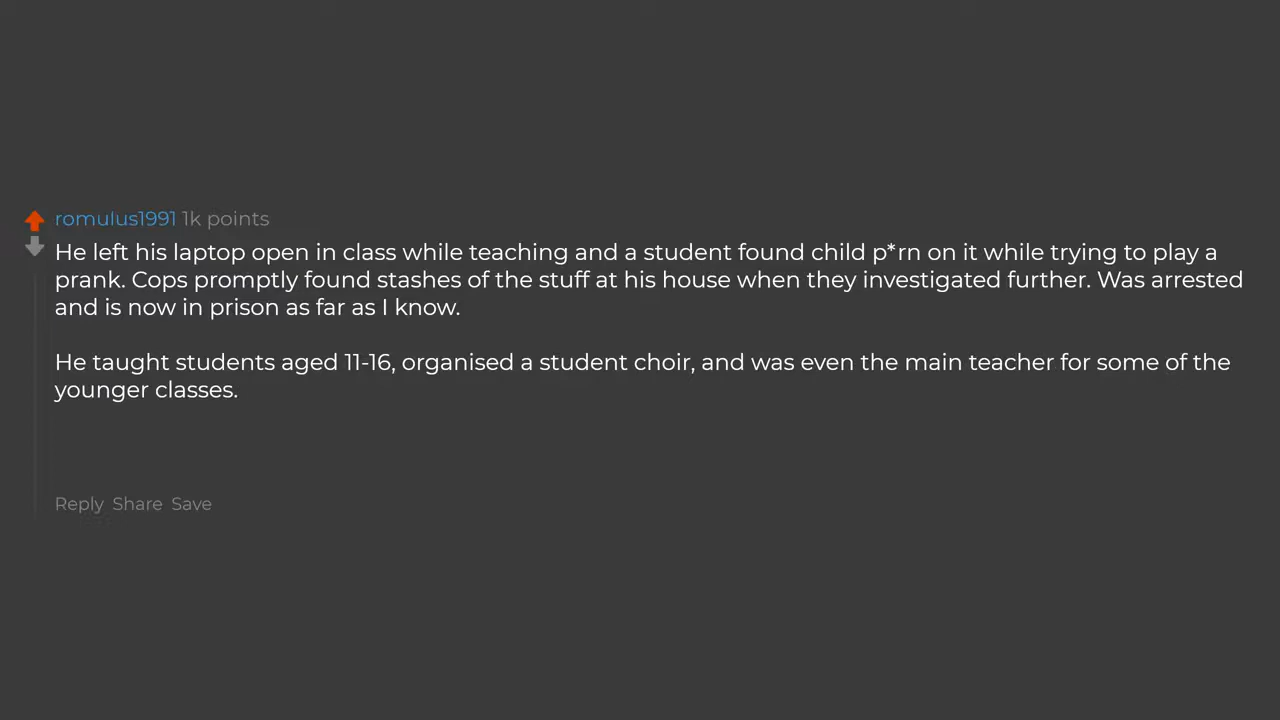 romulus1991 1k points
He left his laptop open in class while teaching and a student found child p*rn on it while trying to play a
prank. Cops promptly found stashes of the stuff at his house when they investigated further. Was arrested
and is now in prison as far as I know.
He taught students aged 11-16, organised a student choir, and was even the main teacher for some of the
younger classes.
Reply Share Save